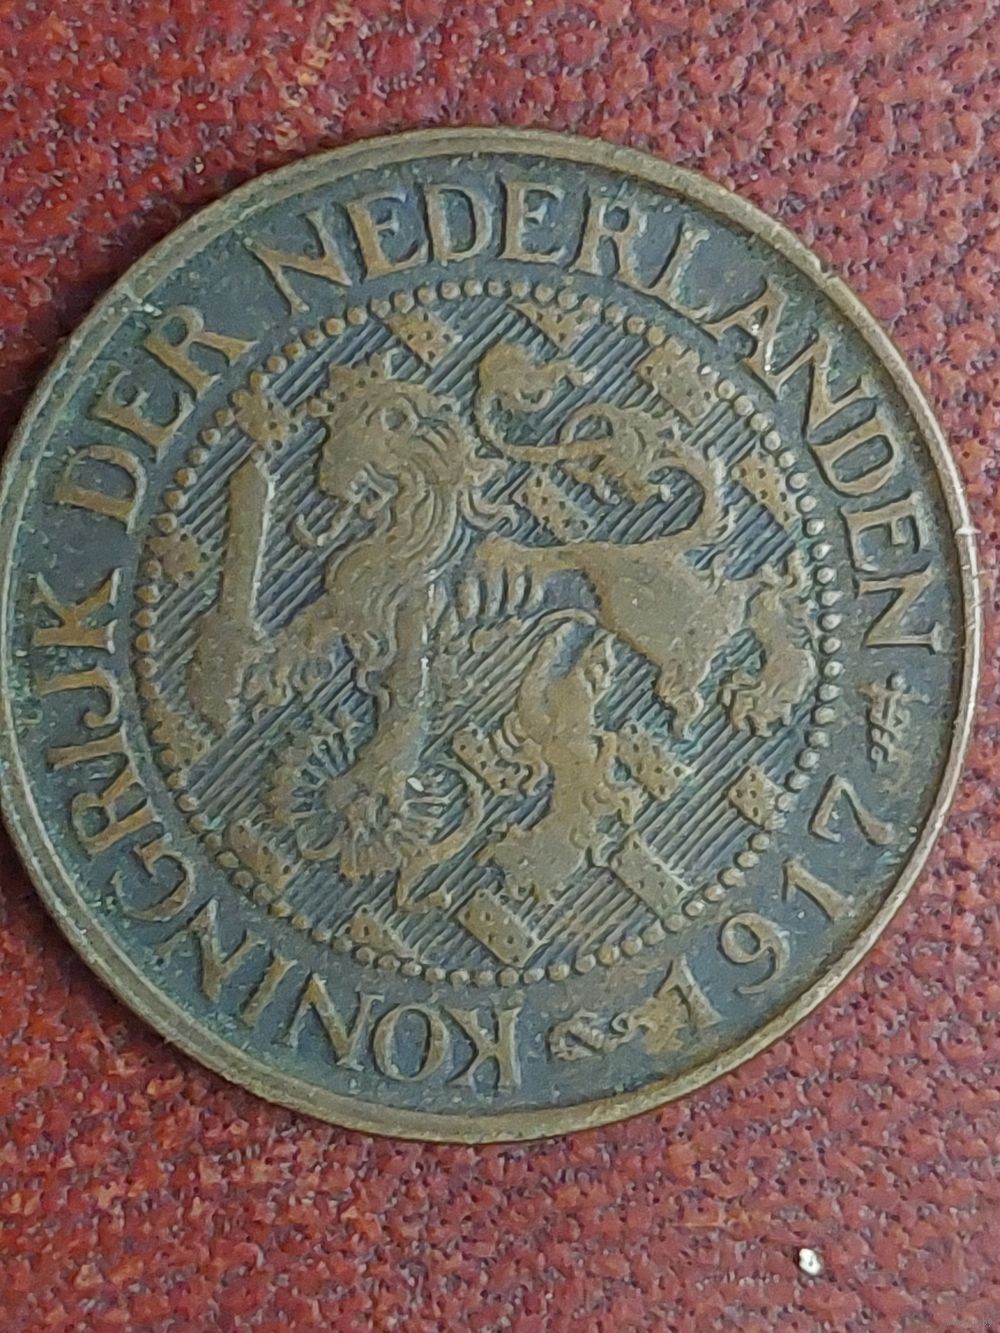 KONINGRIJK DER NEDERLANDEN
1917